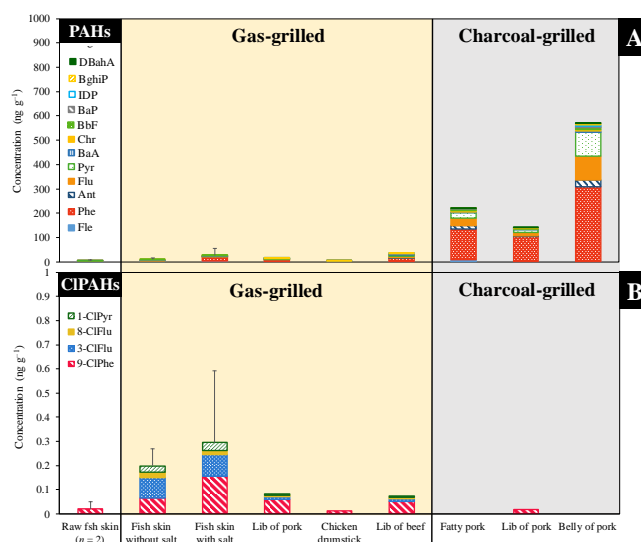 PAHs
Gas-grilled
Charcoal-grilled
A
Concentration (ng g⁻¹)
1000
900
800
700
600
500
400
300
200
100
0
DBahA
BghiP
IDP
BaP
BbF
Chr
BaA
Pyr
Flu
Ant
Phe
Fle
ClPAHs
Gas-grilled
Charcoal-grilled
B
Concentration (ng g⁻¹)
1
0.9
0.8
0.7
0.6
0.5
0.4
0.3
0.2
0.1
0
1-ClPyr
8-ClFlu
3-ClFlu
9-ClPhe
Raw fsh skin
(n = 2)
Fish skin
without salt
Fish skin
with salt
Lib of pork
Chicken
drumstick
Lib of beef
Fatty pork
Lib of pork
Belly of pork